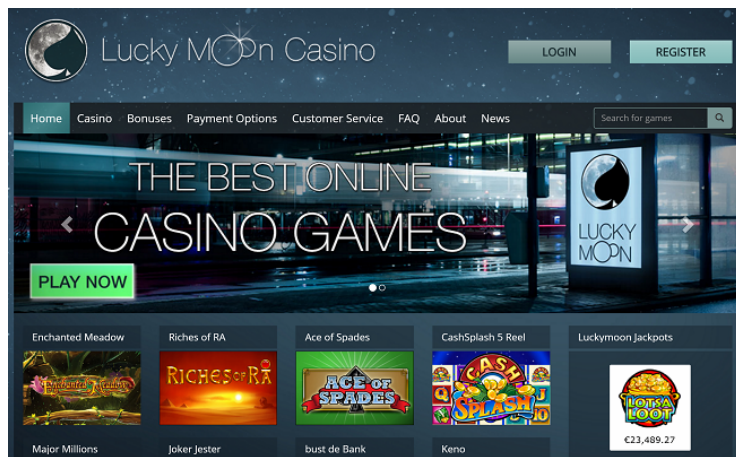 Lucky Moon Casino
LOGIN
REGISTER
Home Casino Bonuses Payment Options Customer Service FAQ About News
Search for games
THE BEST ONLINE
CASINO GAMES
PLAY NOW
LUCKY
MOON
Enchanted Meadow
Riches of RA
Ace of Spades
CashSplash 5 Reel
Luckymoon Jackpots
Enchanted Meadow
RICHES OF RA
ACE OF
SPADES
CASH
SPLASH
LOTSA
LOOT
€23,489.27
Major Millions
Joker Jester
bust de Bank
Keno